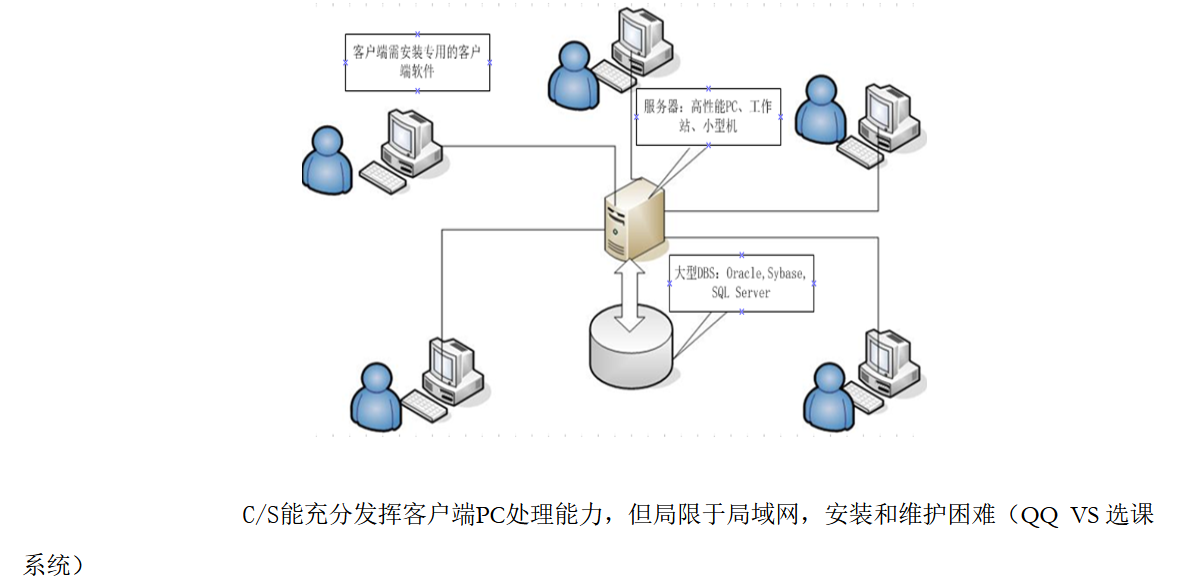 客户端需安装专用的客户
端软件
服务器：高性能PC、工作
站、小型机
大型DBS：Oracle,Sybase,
SQL Server
C/S能充分发挥客户端PC处理能力，但局限于局域网，安装和维护困难（QQ VS 选课
系统）